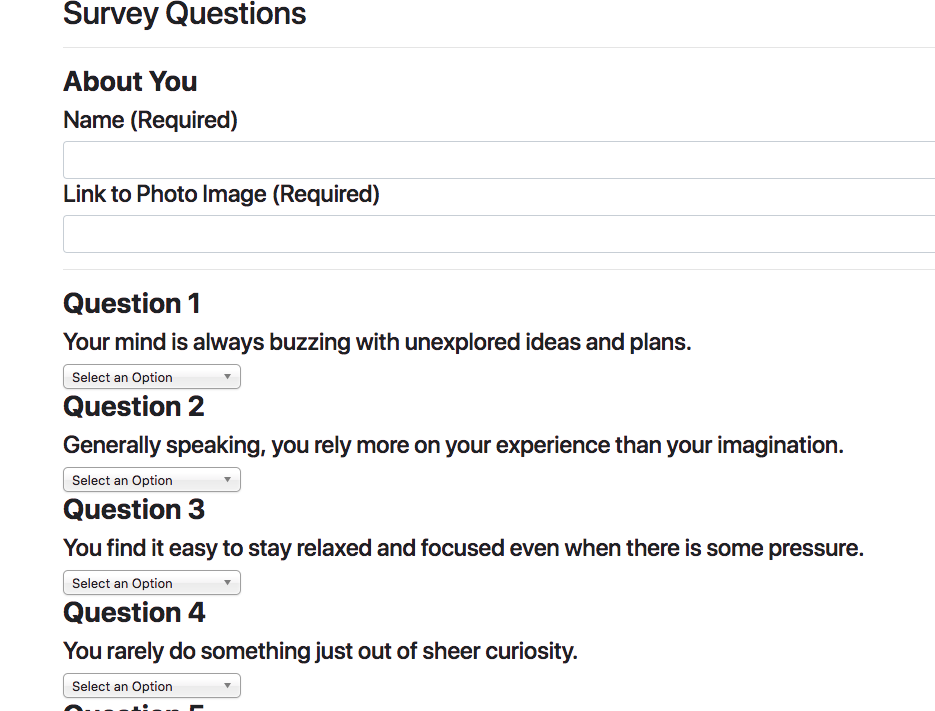 Survey Questions
About You
Name (Required)
Link to Photo Image (Required)
Question 1
Your mind is always buzzing with unexplored ideas and plans.
Select an Option
Question 2
Generally speaking, you rely more on your experience than your imagination.
Select an Option
Question 3
You find it easy to stay relaxed and focused even when there is some pressure.
Select an Option
Question 4
You rarely do something just out of sheer curiosity.
Select an Option
Question 5